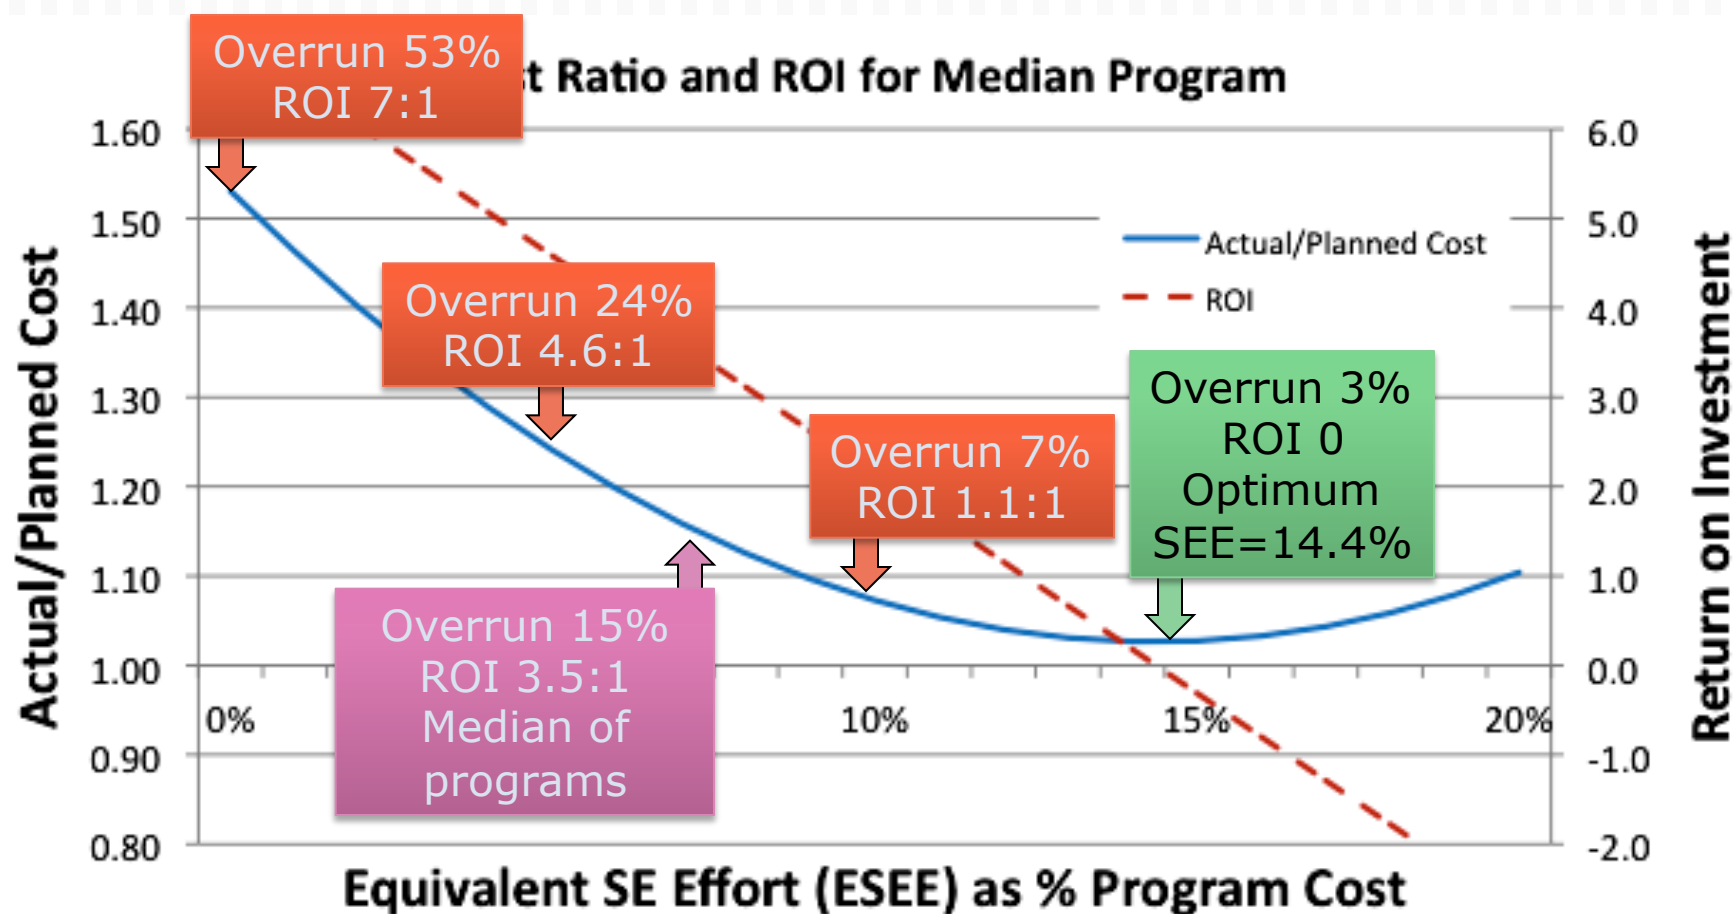 Overrun 53%
ROI 7:1
st Ratio and ROI for Median Program
1.60
1.50
1.40
1.30
1.20
1.10
1.00
0.90
0.80
Actual/Planned Cost
6.0
5.0
4.0
3.0
2.0
1.0
0.0
-1.0
-2.0
Return on Investment
Actual/Planned Cost
ROI
Overrun 24%
ROI 4.6:1
Overrun 7%
ROI 1.1:1
Overrun 3%
ROI 0
Optimum
SEE=14.4%
Overrun 15%
ROI 3.5:1
Median of
programs
0%
10%
15%
20%
Equivalent SE Effort (ESEE) as % Program Cost